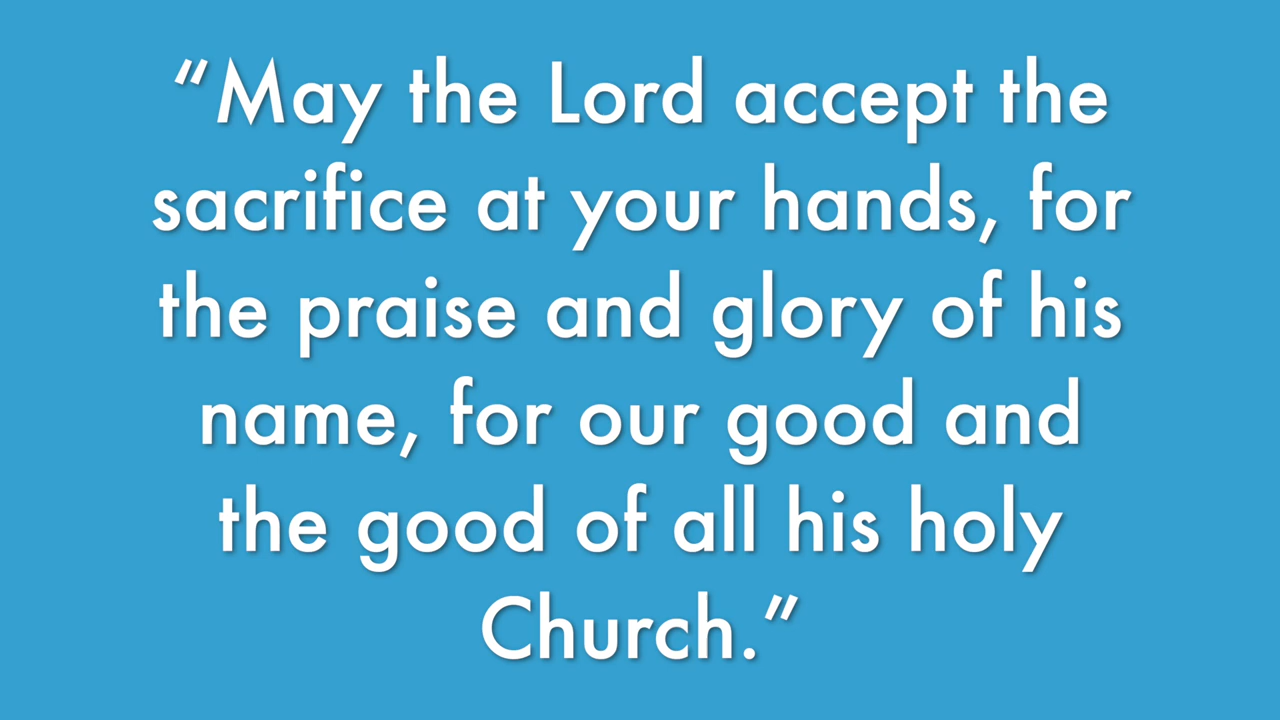 “May the Lord accept the
sacrifice at your hands, for
the praise and glory of his
name, for our good and
the good of all his holy
Church.”